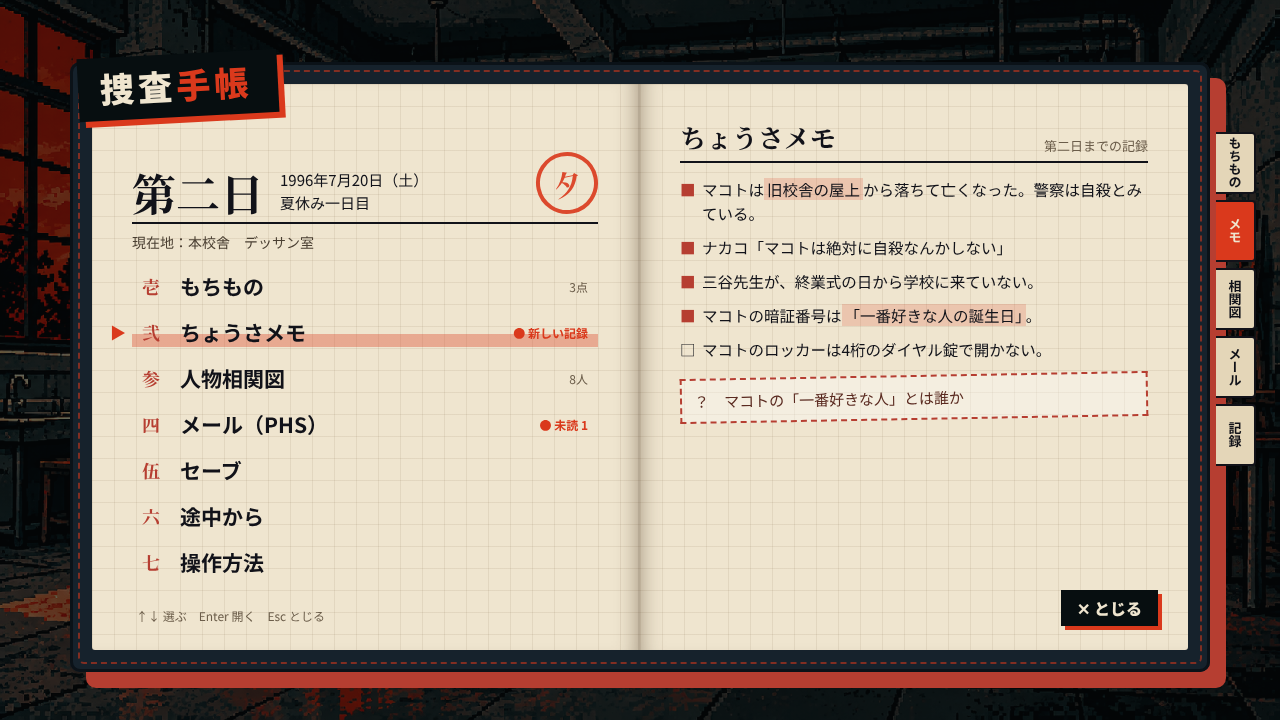 捜査手帳
第二日
1996年7月20日（土）
夏休み一日目
夕
現在地：本校舎　デッサン室
壱 もちもの 3点
弐 ちょうさメモ 新しい記録
参 人物相関図 8人
四 メール（PHS） 未読 1
伍 セーブ
六 途中から
七 操作方法
↑↓ 選ぶ　Enter 開く　Esc とじる
ちょうさメモ 第二日までの記録
マコトは旧校舎の屋上から落ちて亡くなった。警察は自殺とみ
ている。
ナカコ「マコトは絶対に自殺なんかしない」
三谷先生が、終業式の日から学校に来ていない。
マコトの暗証番号は「一番好きな人の誕生日」。
マコトのロッカーは4桁のダイヤル錠で開かない。
？　マコトの「一番好きな人」とは誰か
✕ とじる
もちもの
メモ
相関図
メール
記録